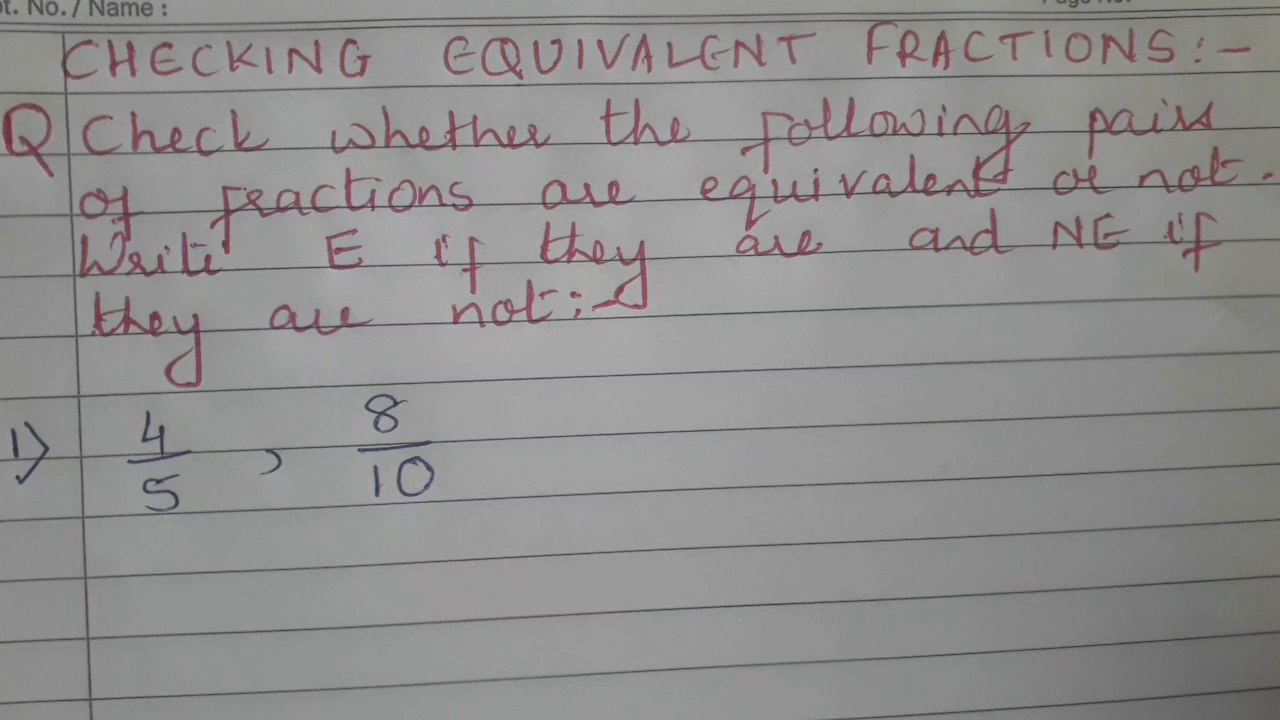 pt. No. / Name :
CHECKING EQUIVALENT FRACTIONS:-
Q Check whether the following pairs
of fractions are equivalent or not.
Write E if they are and NE if
they are not:-
1) 4/5 , 8/10